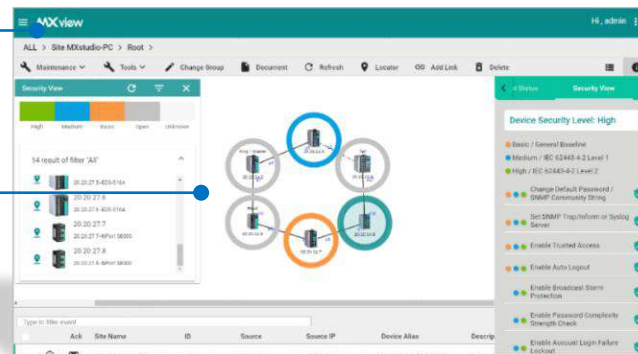 MXview
Hi, admin
ALL > Site MXstudio-PC > Root >
Maintenance
Tools
Change Group
Document
Refresh
Locator
Add Link
Delete
Security View
High
Medium
Basic
Open
Unknown
14 result of filter 'All'
20.20.27.6
20.20.27.7
20.20.27.8
< Status
Security View
Device Security Level: High
Basic / General Baseline
Medium / IEC 62443-4-2 Level 1
High / IEC 62443-4-2 Level 2
Change Default Password /
SNMP Community String
Set SNMP Trap/Inform or Syslog
Server
Enable Trusted Access
Enable Auto Logout
Enable Broadcast Storm
Protection
Enable Password Complexity
Strength Check
Enable Account Login Failure
Lockout
Type to filter event
Ack
Site Name
ID
Source
Source IP
Device Alias
Descrip